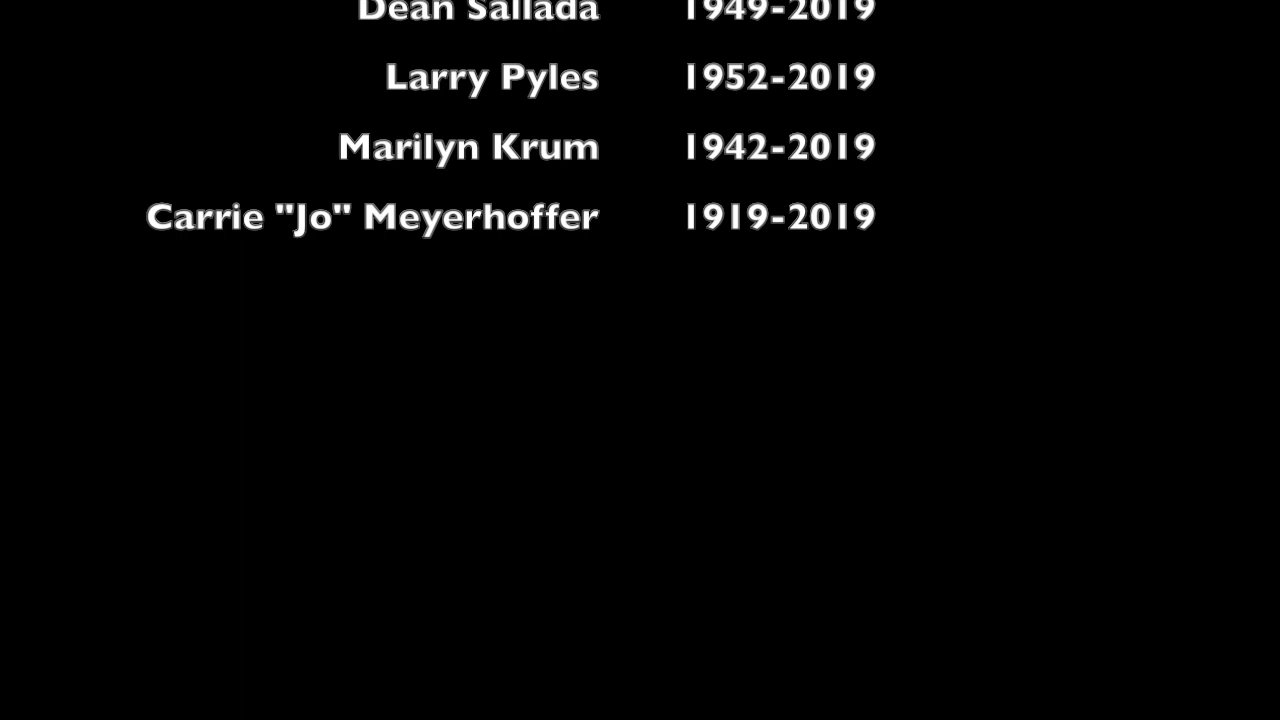 Dean Sallada 1949-2019
Larry Pyles 1952-2019
Marilyn Krum 1942-2019
Carrie "Jo" Meyerhoffer 1919-2019